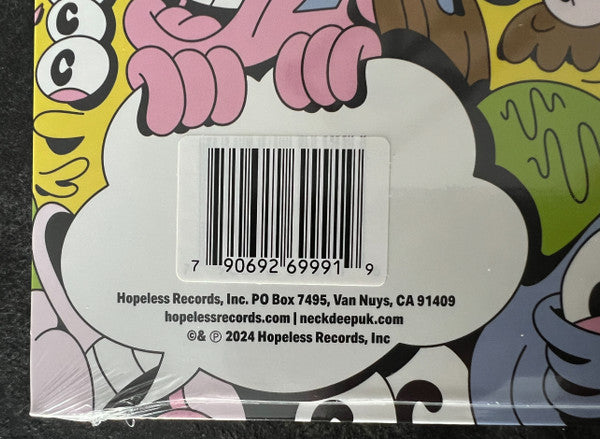 7 90692 69991 9
Hopeless Records, Inc. PO Box 7495, Van Nuys, CA 91409
hopelessrecords.com | neckdeepuk.com
©& ℗ 2024 Hopeless Records, Inc